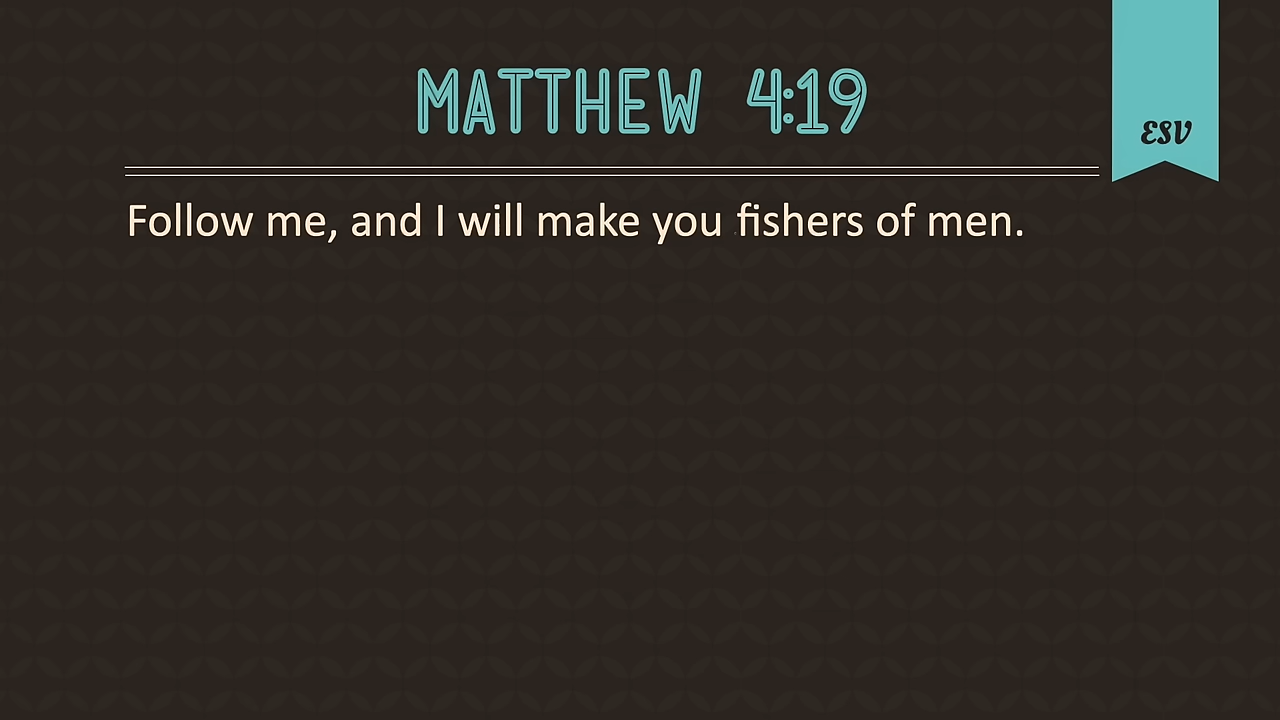 MATTHEW 4:19
ESV
Follow me, and I will make you fishers of men.